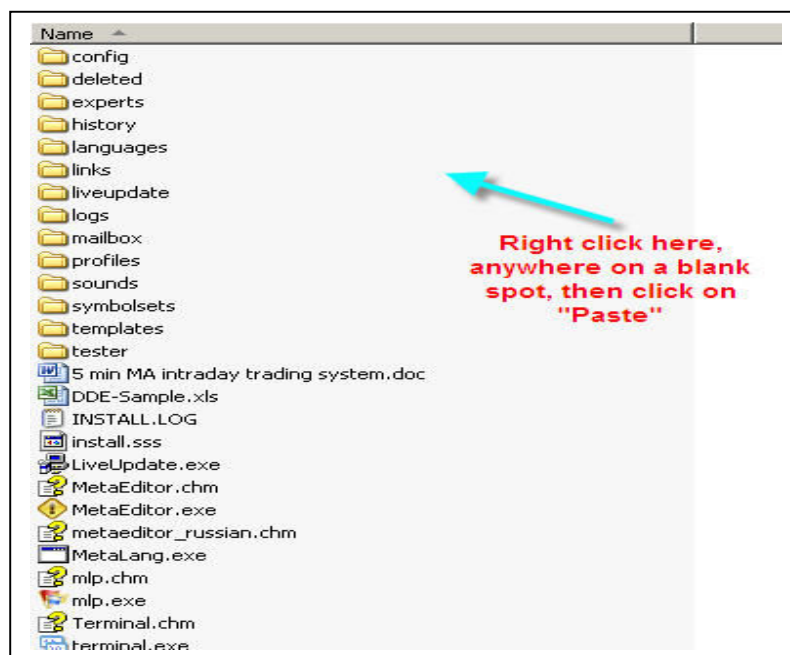 Name
config
deleted
experts
history
languages
links
liveupdate
logs
mailbox
profiles
sounds
symbolsets
templates
tester
5 min MA intraday trading system.doc
DDE-Sample.xls
INSTALL.LOG
install.sss
LiveUpdate.exe
MetaEditor.chm
MetaEditor.exe
metaeditor_russian.chm
MetaLang.exe
mlp.chm
mlp.exe
Terminal.chm
terminal.exe
Right click here,
anywhere on a blank
spot, then click on
"Paste"